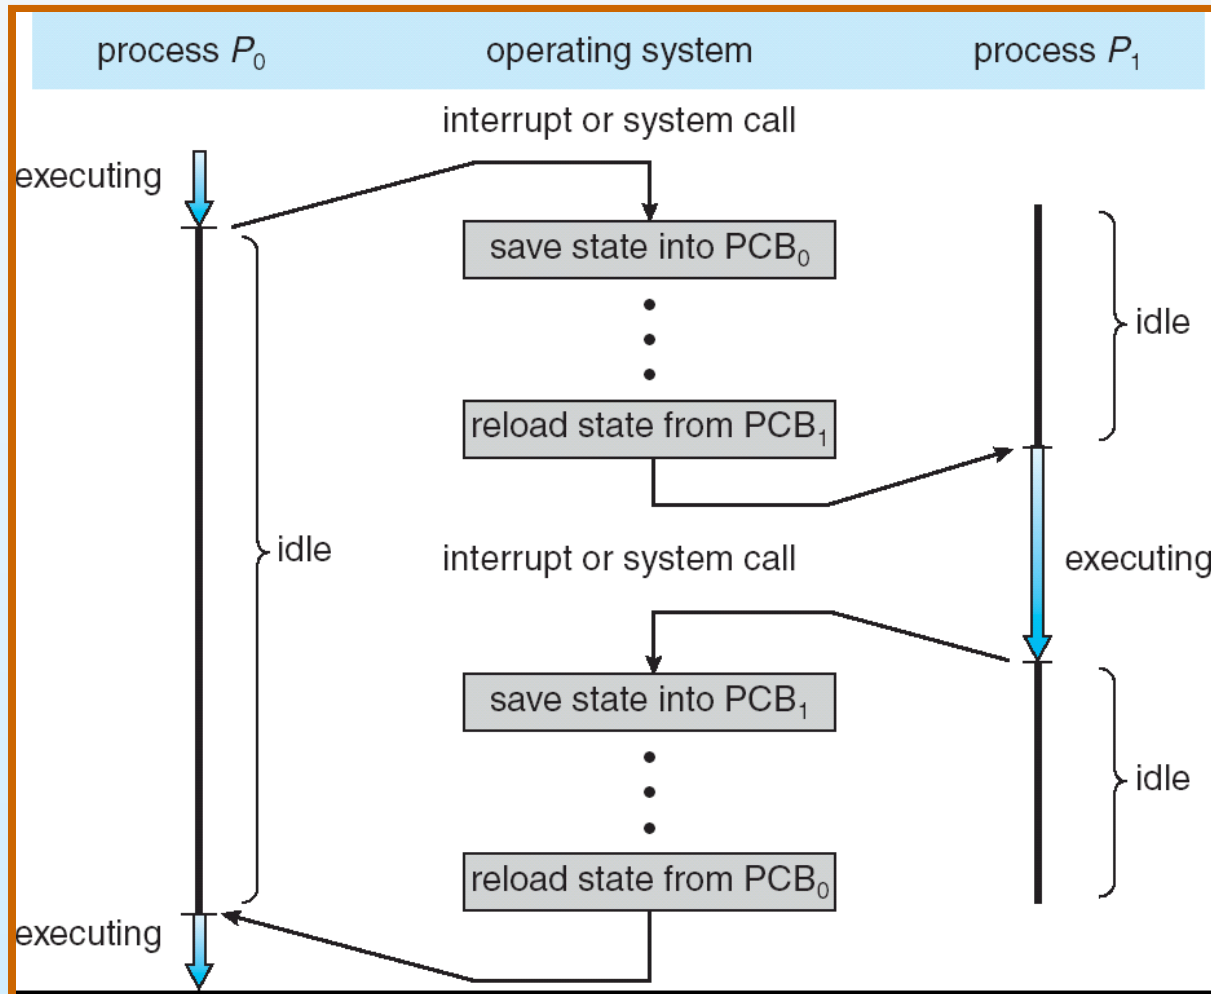 process P₀ operating system process P₁
interrupt or system call
executing
save state into PCB₀
idle
reload state from PCB₁
idle
interrupt or system call
executing
save state into PCB₁
idle
reload state from PCB₀
executing